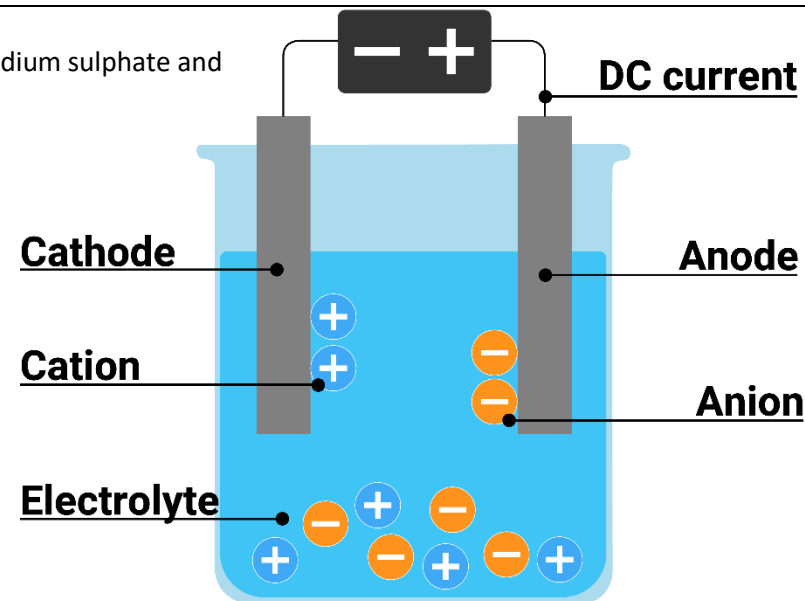 dium sulphate and
DC current
Cathode
Anode
Cation
Anion
Electrolyte